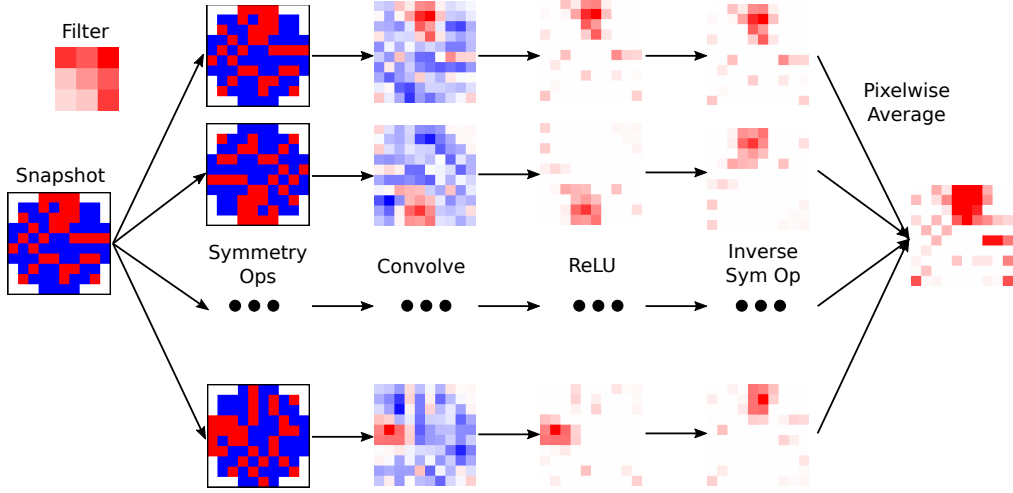 Filter
Pixelwise
Average
Snapshot
Symmetry
Ops
Convolve
ReLU
Inverse
Sym Op